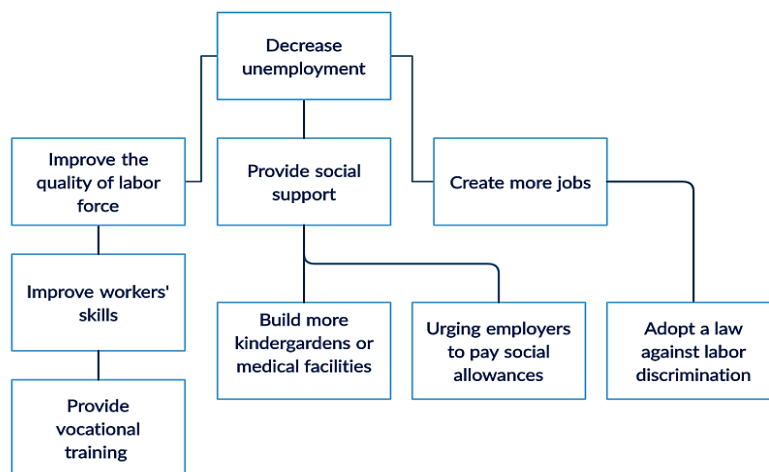 Decrease
unemployment
Improve the
quality of labor
force
Provide social
support
Create more jobs
Improve workers'
skills
Build more
kindergardens or
medical facilities
Urging employers
to pay social
allowances
Adopt a law
against labor
discrimination
Provide
vocational
training